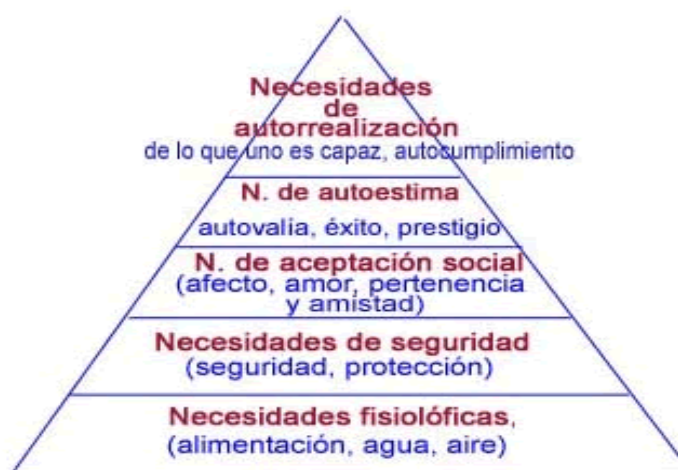 Necesidades
de
autorrealización
de lo que uno es capaz, autocumplimiento
N. de autoestima
autovalia, éxito, prestigio
N. de aceptación social
(afecto, amor, pertenencia
y amistad)
Necesidades de seguridad
(seguridad, protección)
Necesidades fisiolóficas,
(alimentación, agua, aire)